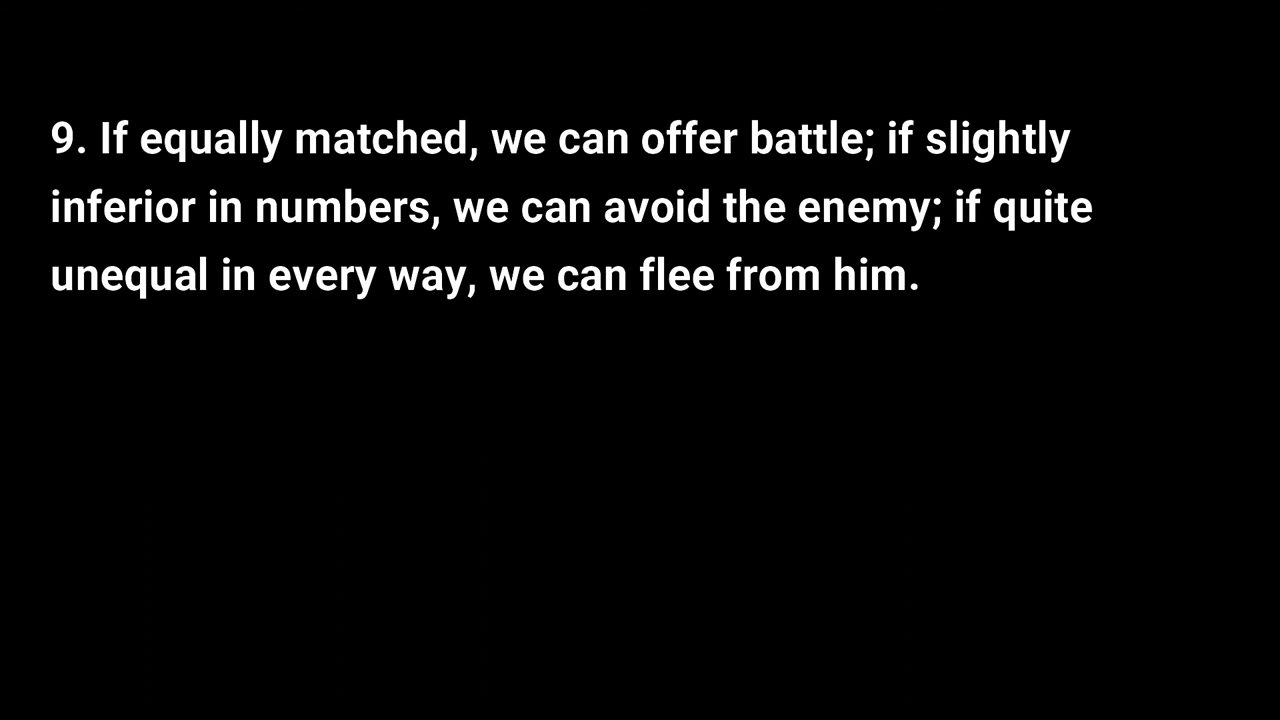 9. If equally matched, we can offer battle; if slightly
inferior in numbers, we can avoid the enemy; if quite
unequal in every way, we can flee from him.